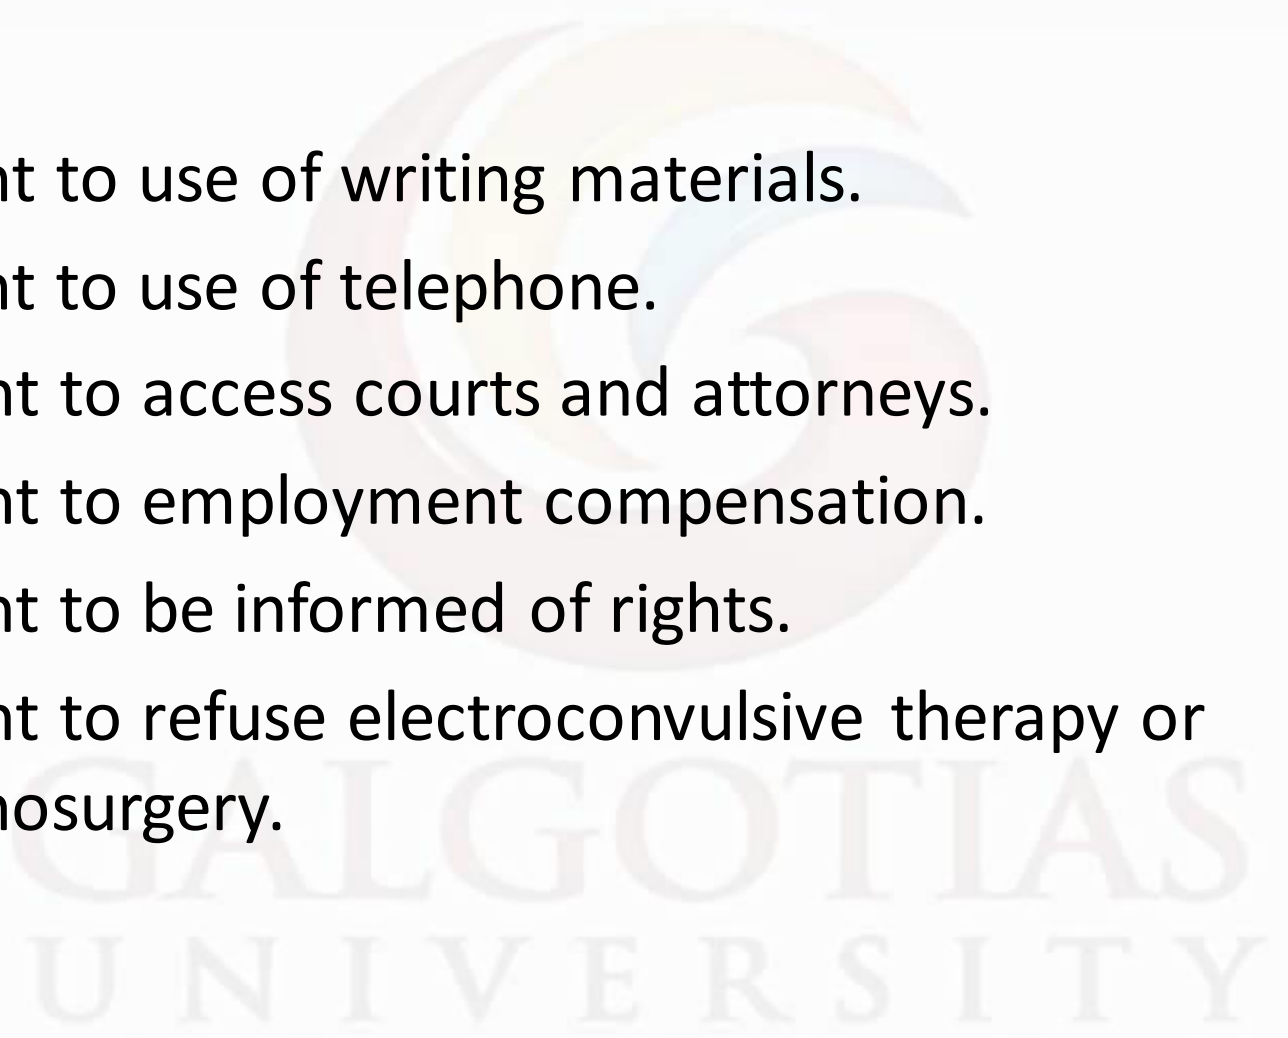 nt to use of writing materials.
nt to use of telephone.
nt to access courts and attorneys.
nt to employment compensation.
nt to be informed of rights.
nt to refuse electroconvulsive therapy or
hosurgery.
GALGOTIAS
UNIVERSITY